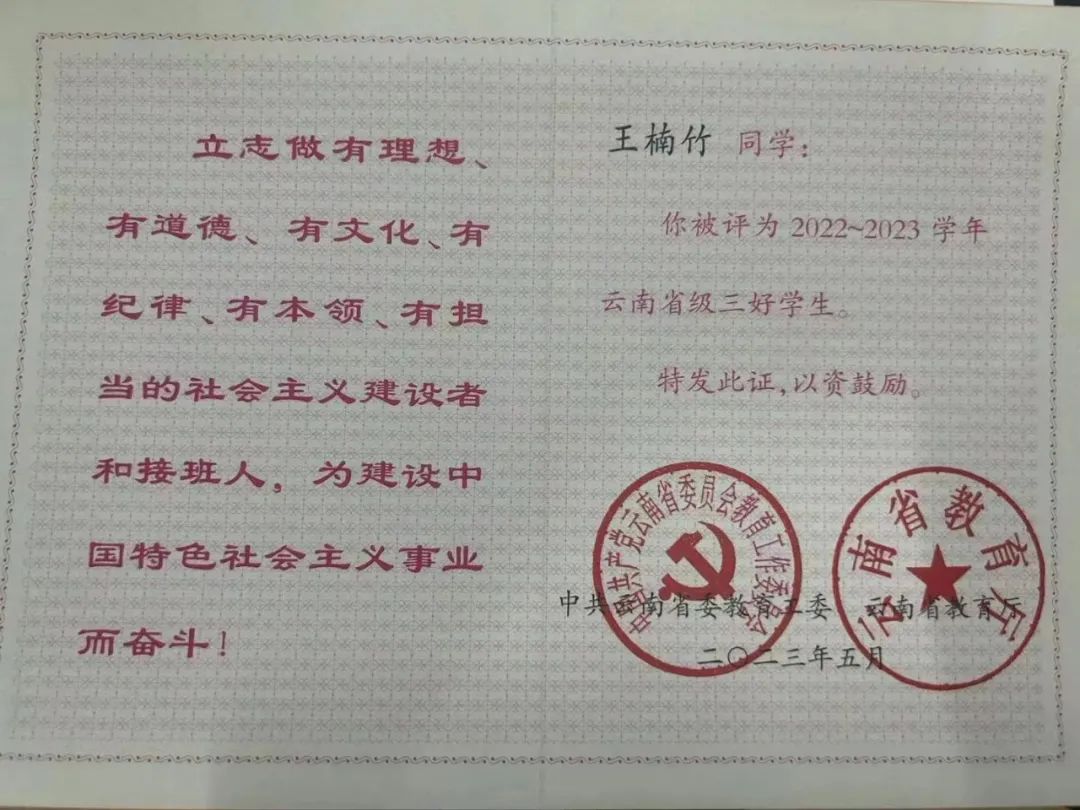 立志做有理想、
有道德、有文化、有
纪律、有本领、有担
当的社会主义建设者
和接班人，为建设中
国特色社会主义事业
而奋斗！
王楠竹 同学：
你被评为 2022~2023 学年
云南省级三好学生。
特发此证，以资鼓励。
中国共产党云南省委员会教育工作委员会
云南省教育厅
中共云南省委教育工委 云南省教育厅
二〇二三年五月